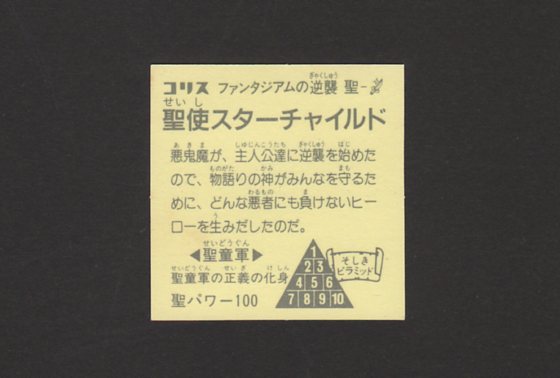 コリス ファンタジアムの逆襲 聖-
聖使スターチャイルド
悪鬼魔が、主人公達に逆襲を始めた
ので、物語りの神がみんなを守るた
めに、どんな悪者にも負けないヒー
ローを生みだしたのだ。
◀聖童軍▶
聖童軍の正義の化身
聖パワー100
1
2 3
4 5 6
7 8 9 10
そしき
ピラミッド